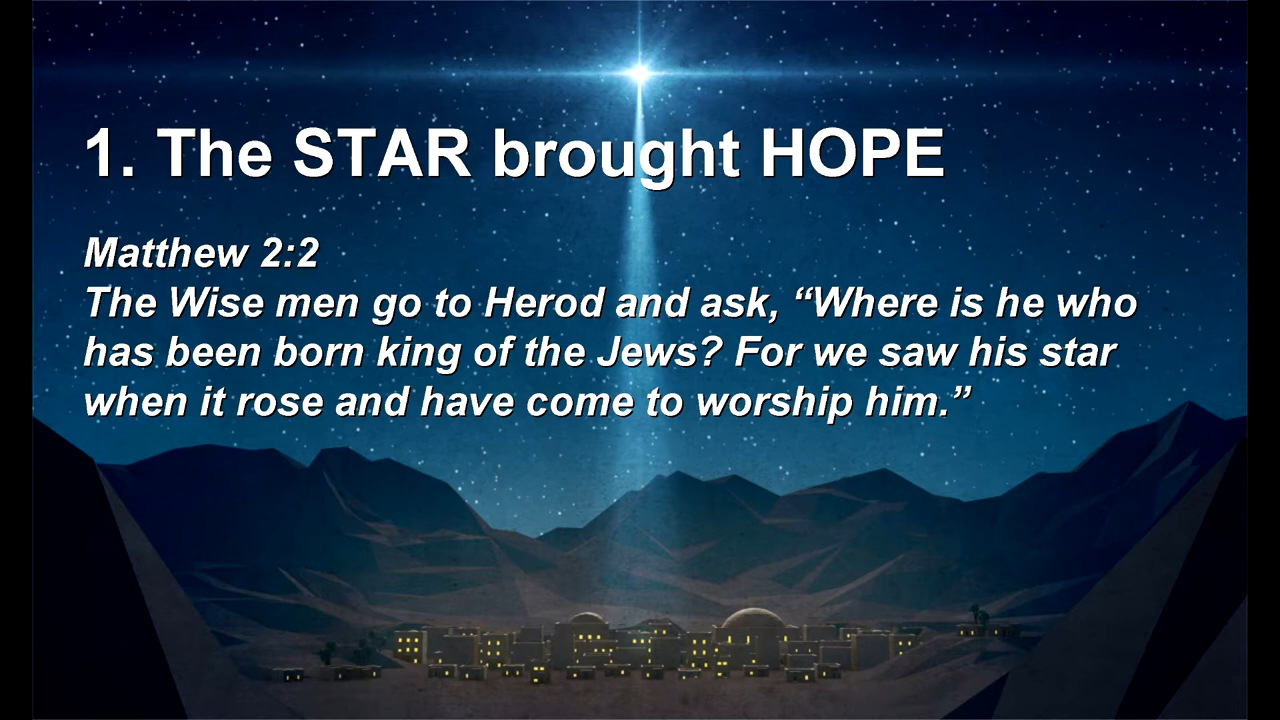 1. The STAR brought HOPE
Matthew 2:2
The Wise men go to Herod and ask, “Where is he who
has been born king of the Jews? For we saw his star
when it rose and have come to worship him.”